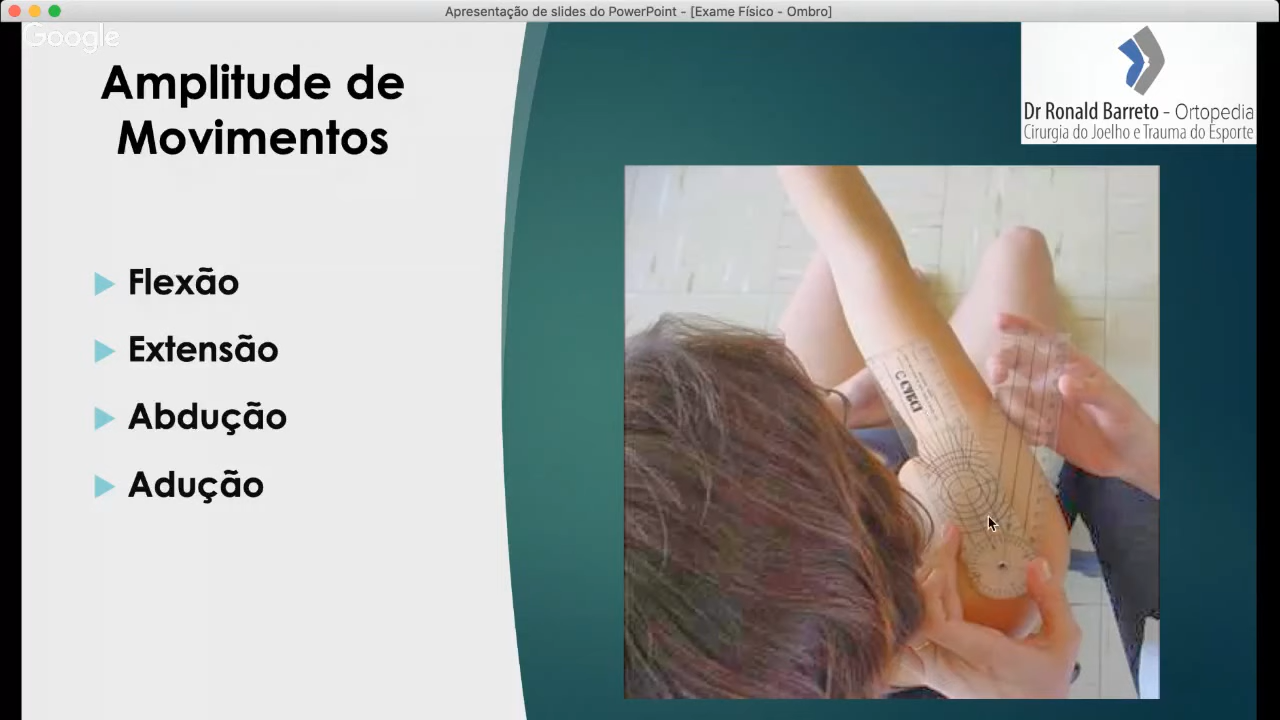 Apresentação de slides do PowerPoint - [Exame Físico - Ombro]
Google
Amplitude de
Movimentos
Dr Ronald Barreto - Ortopedia
Cirurgia do Joelho e Trauma do Esporte
Flexão
Extensão
Abdução
Adução